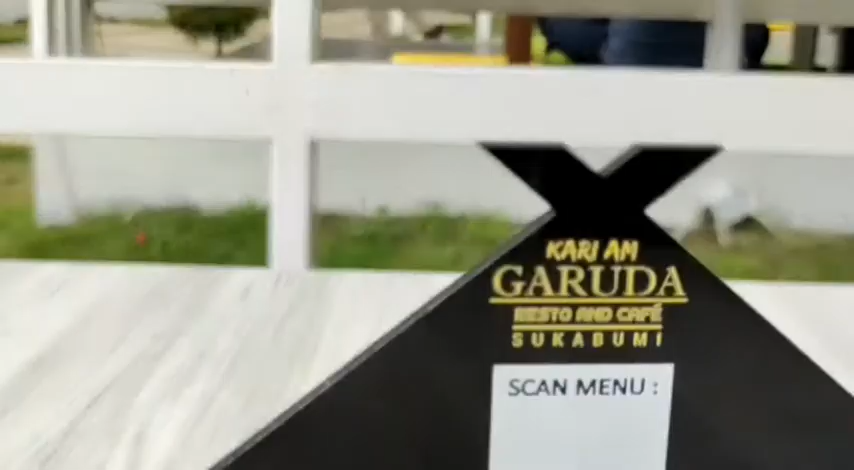 KARI AM
GARUDA
RESTO AND CAFÉ
SUKABUMI
SCAN MENU :